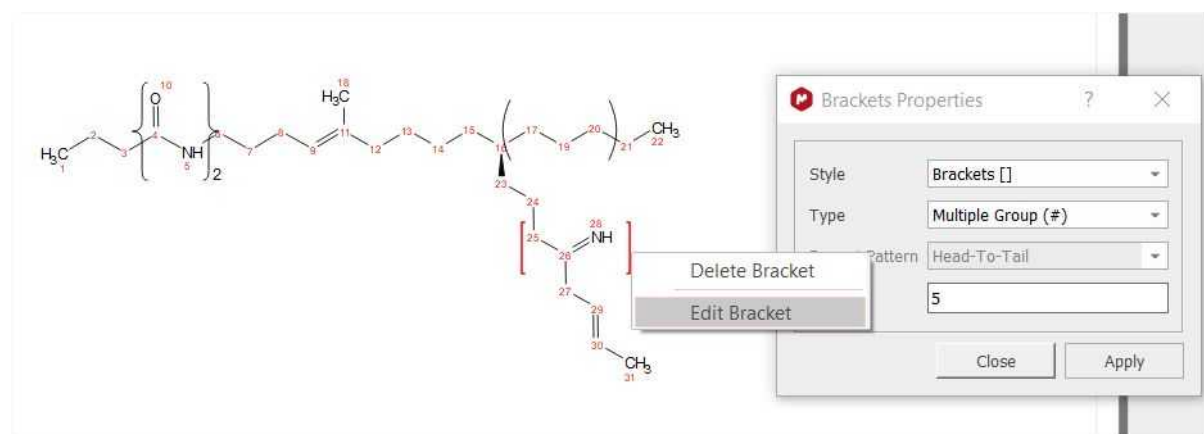 Brackets Properties ? ×
Style Brackets []
Type Multiple Group (#)
Pattern Head-To-Tail
5
Close Apply
Delete Bracket
Edit Bracket
10
O
18
H₃C
2 4 6 8 11 13 15 17 20 CH₃
22
H₃C
1
3 NH
5
2 7 9 12 14 16 19 21
23
24
25
28
NH
26
27
29
30
CH₃
31